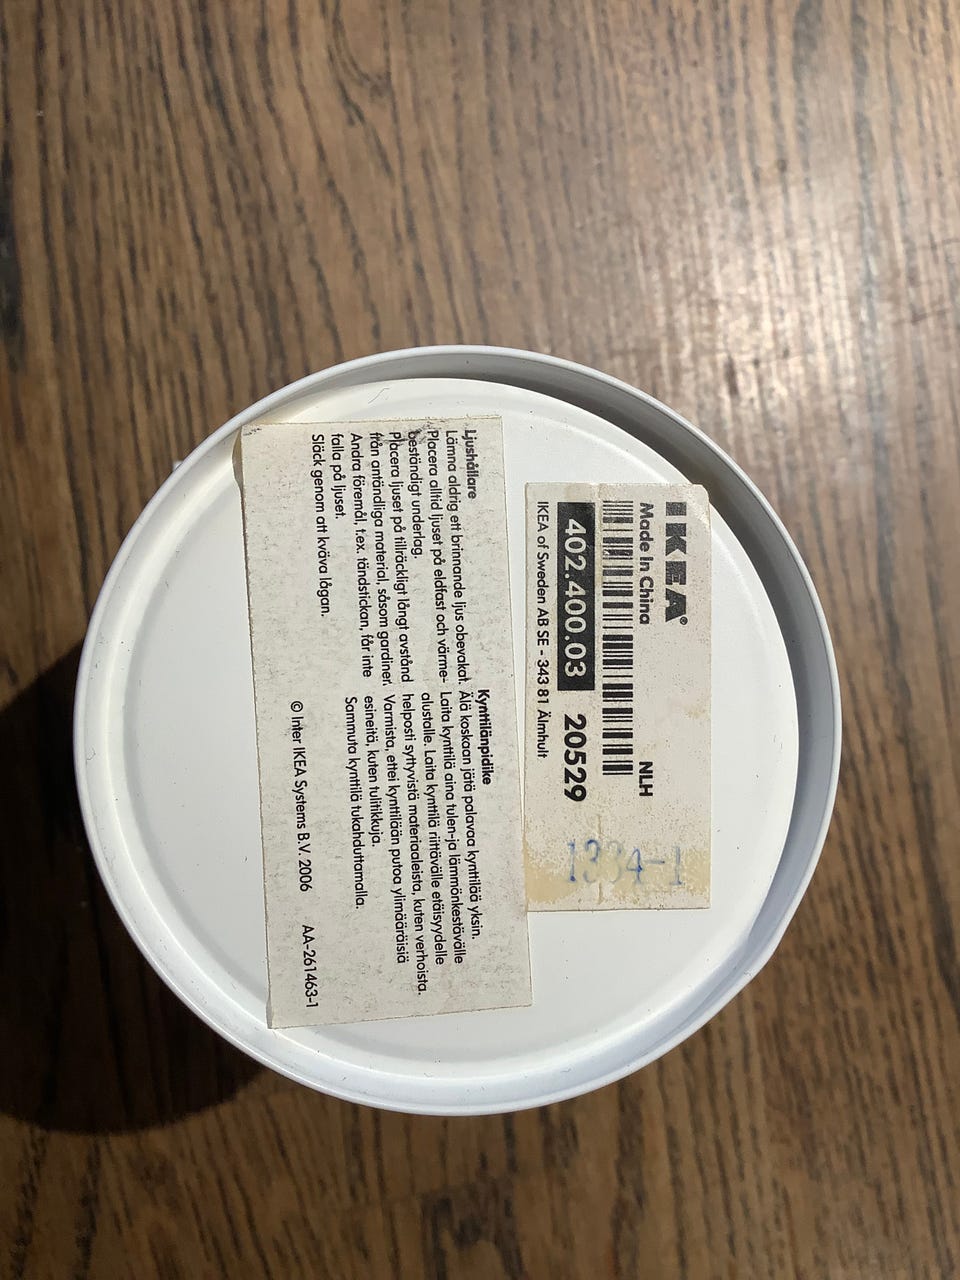 IKEA®
Made in China NLH
402.400.03 20529
IKEA of Sweden AB SE - 343 81 Älmhult
1334-1
Ljushållare
Lämna aldrig ett brinnande ljus obevakat.
Placera alltid ljuset på eldfast och värme-
beständigt underlag.
Placera ljuset på tillräckligt långt avstånd
från antändliga material, såsom gardiner.
Andra föremål, t.ex. tändstickan, får inte
falla på ljuset.
Släck genom att kväva lågan.
Kynttilänpidike
Älä koskaan jätä palavaa kynttilää yksin.
Laita kynttilä aina tulen-ja lämmönkestävälle
alustalle. Laita kynttilä riittävälle etäisyydelle
helposti syttyvistä materiaaleista, kuten verhoista.
Varmista, ettei kynttilään putoa ylimääräisiä
esineitä, kuten tulitikkuja.
Sammuta kynttilä tukahduttamalla.
© Inter IKEA Systems B.V. 2006 AA-261463-1